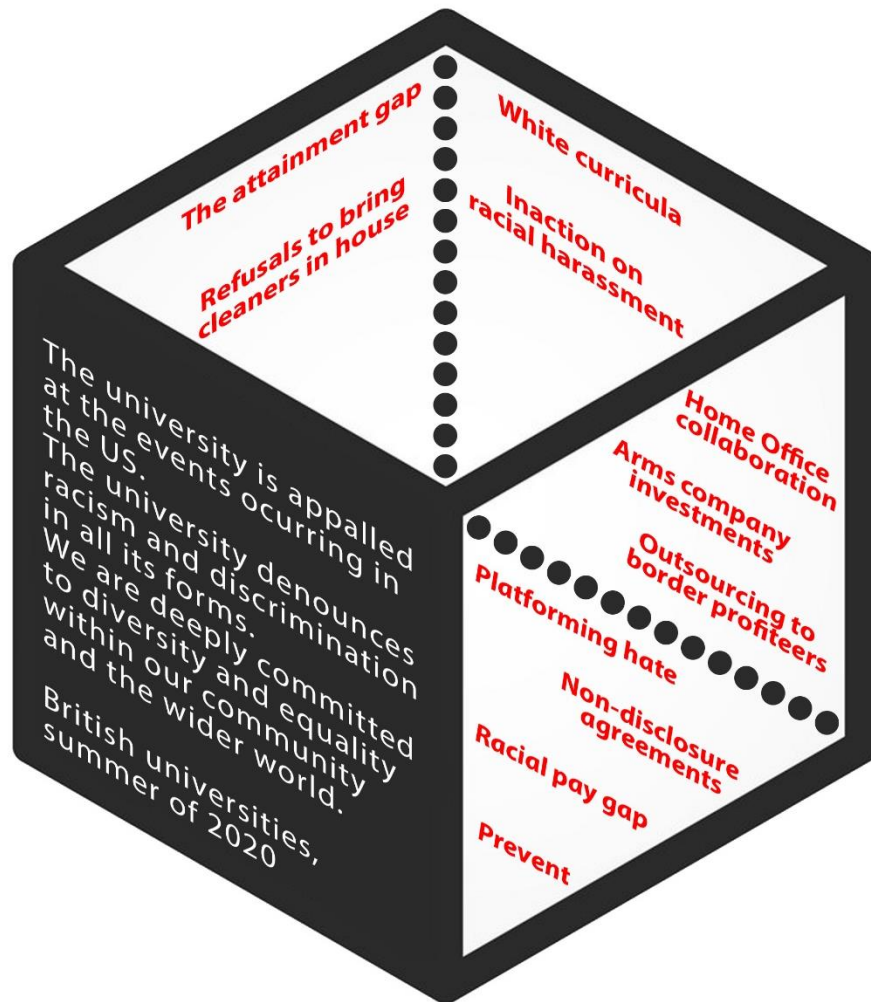 The attainment gap
Refusals to bring
cleaners in house
White curricula
Inaction on
racial harassment
The university is appalled
at the events ocurring in
the US.
The university denounces
racism and discrimination
in all its forms.
We are deeply committed
to diversity and equality
within our community
and the wider world.
British universities,
summer of 2020
Home Office
collaboration
Arms company
investments
Outsourcing to
border profiteers
Platforming hate
Non-disclosure
agreements
Racial pay gap
Prevent